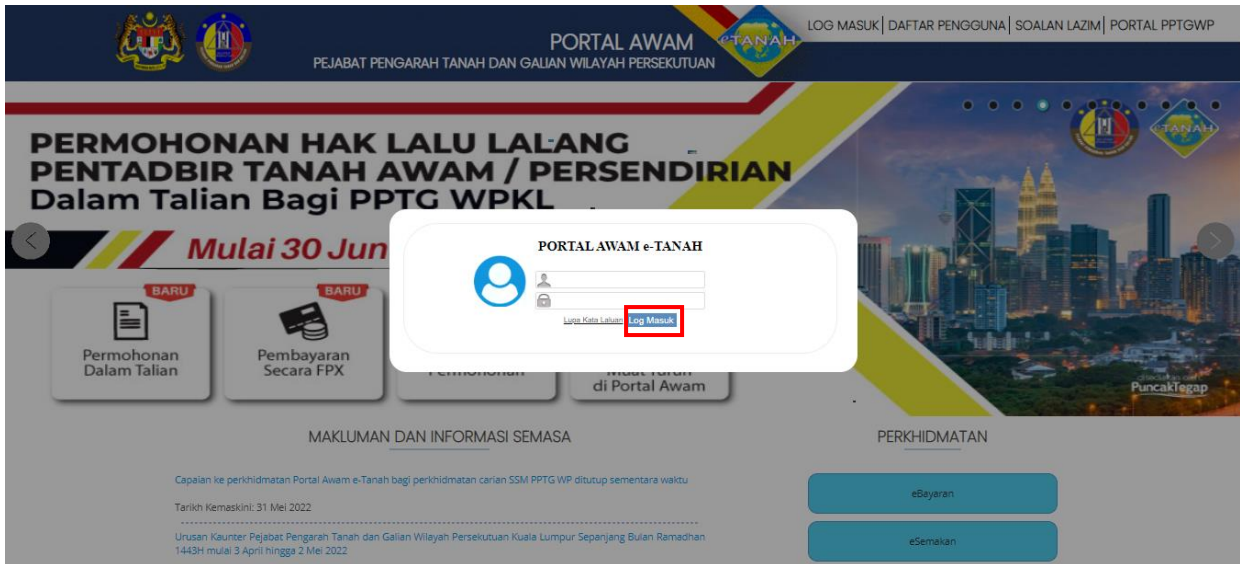 LOG MASUK| DAFTAR PENGGUNA| SOALAN LAZIM| PORTAL PPTGWP
PORTAL AWAM
PEJABAT PENGARAH TANAH DAN GALIAN WILAYAH PERSEKUTUAN
eTANAH
PERMOHONAN HAK LALU LALANG
PENTADBIR TANAH AWAM / PERSENDIRIAN
Dalam Talian Bagi PPTG WPKL
eTANAH
Mulai 30 Jun
PORTAL AWAM e-TANAH
Lupa Kata Laluan
Log Masuk
BARU
BARU
Permohonan
Dalam Talian
Pembayaran
Secara FPX
Permohonan
Muat Turun
di Portal Awam
PuncakTegap
MAKLUMAN DAN INFORMASI SEMASA
PERKHIDMATAN
Capaian ke perkhidmatan Portal Awam e-Tanah bagi perkhidmatan carian SSM PPTG WP ditutup sementara waktu
Tarikh Kemaskini: 31 Mei 2022
Urusan Kaunter Pejabat Pengarah Tanah dan Galian Wilayah Persekutuan Kuala Lumpur Sepanjang Bulan Ramadhan
1443H mulai 3 April hingga 2 Mei 2022
eBayaran
eSemakan